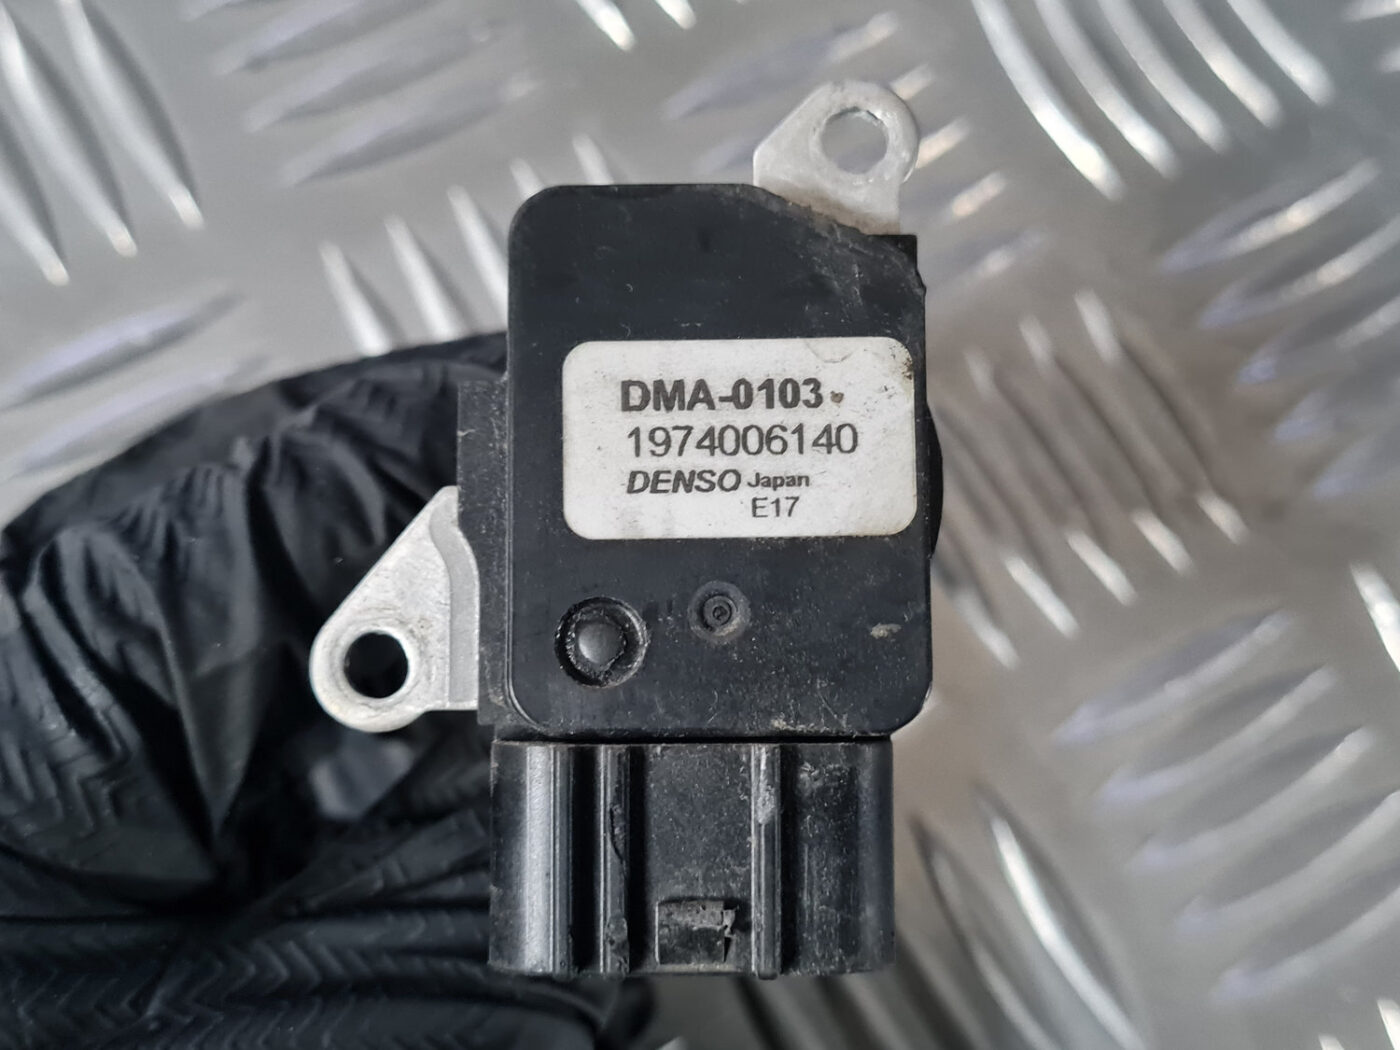 DMA-0103
1974006140
DENSO Japan
E17